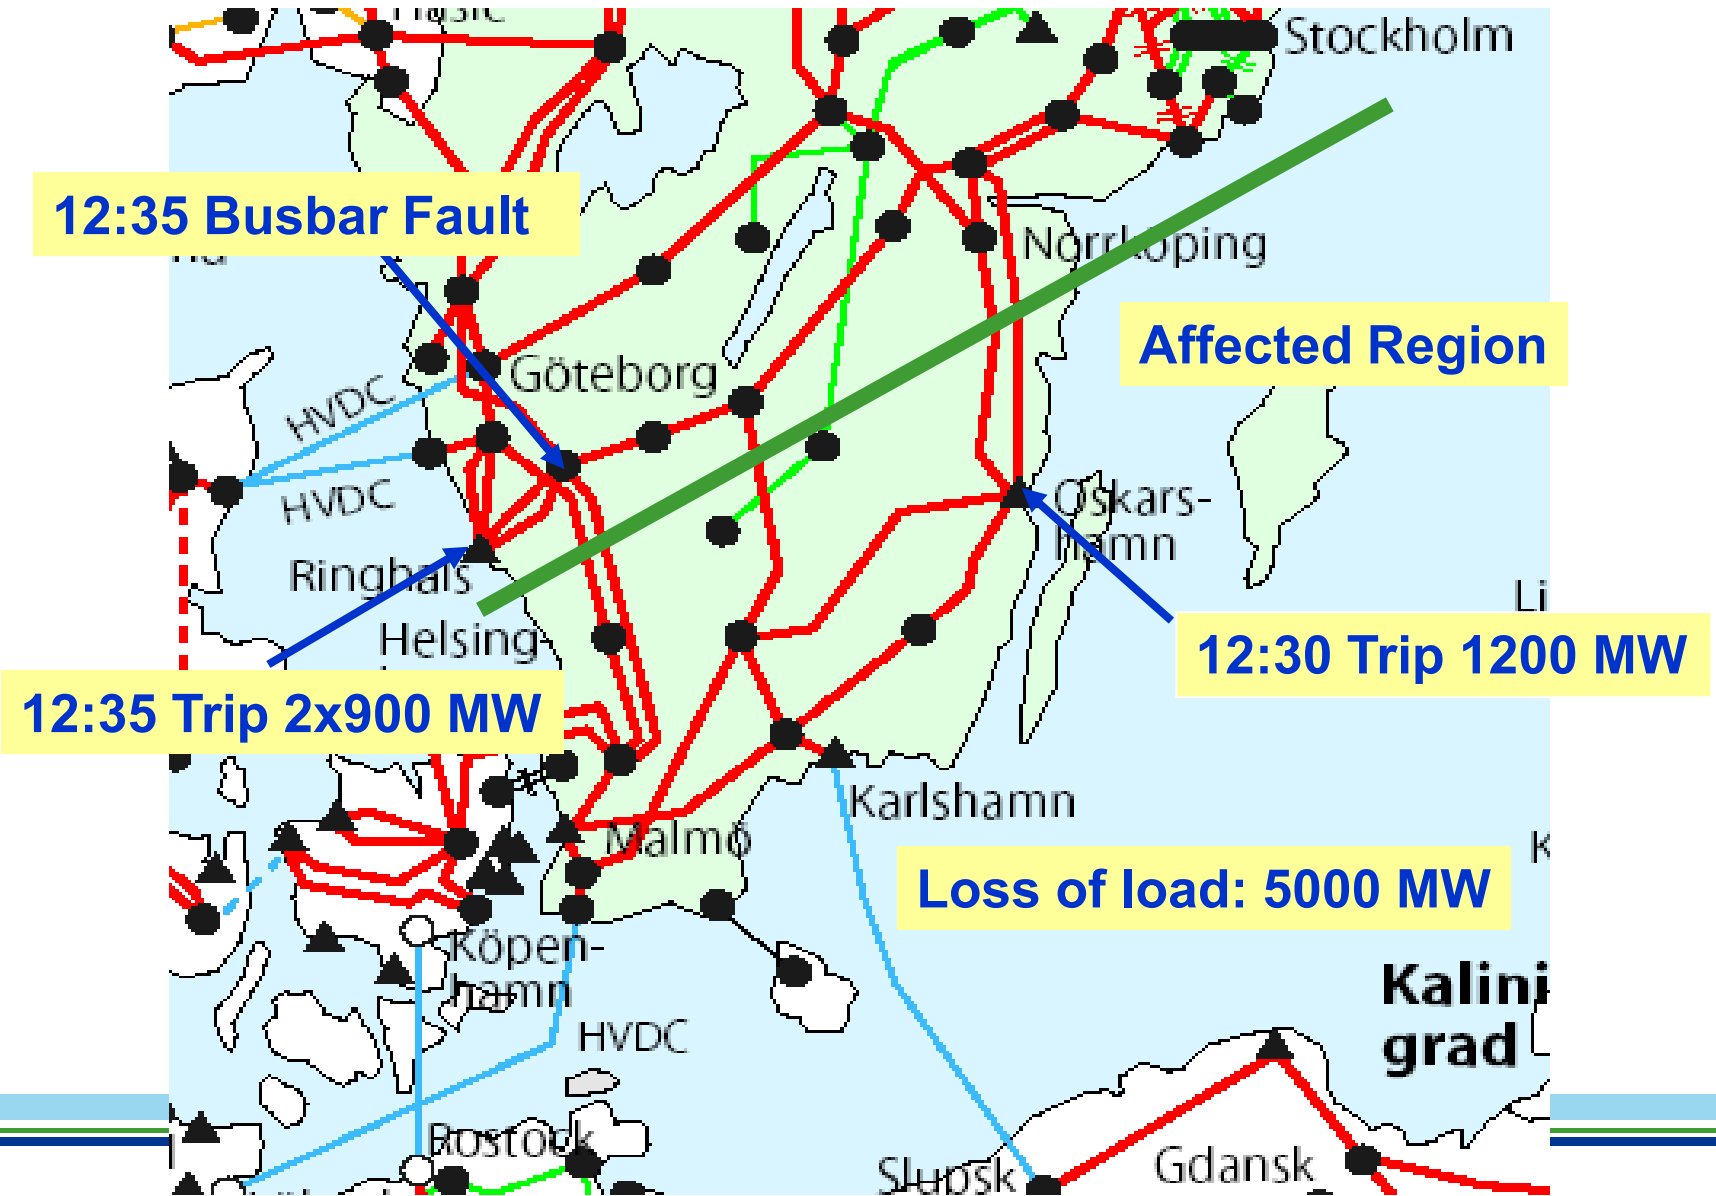 Stockholm
12:35 Busbar Fault
Norrköping
Affected Region
Göteborg
HVDC
HVDC
Oskars-
hamn
Ringhals
Helsing-
12:30 Trip 1200 MW
12:35 Trip 2x900 MW
Karlshamn
Malmö
Loss of load: 5000 MW
Köpen-
hamn
Kalini
grad
HVDC
Rostock
Slupsk
Gdansk